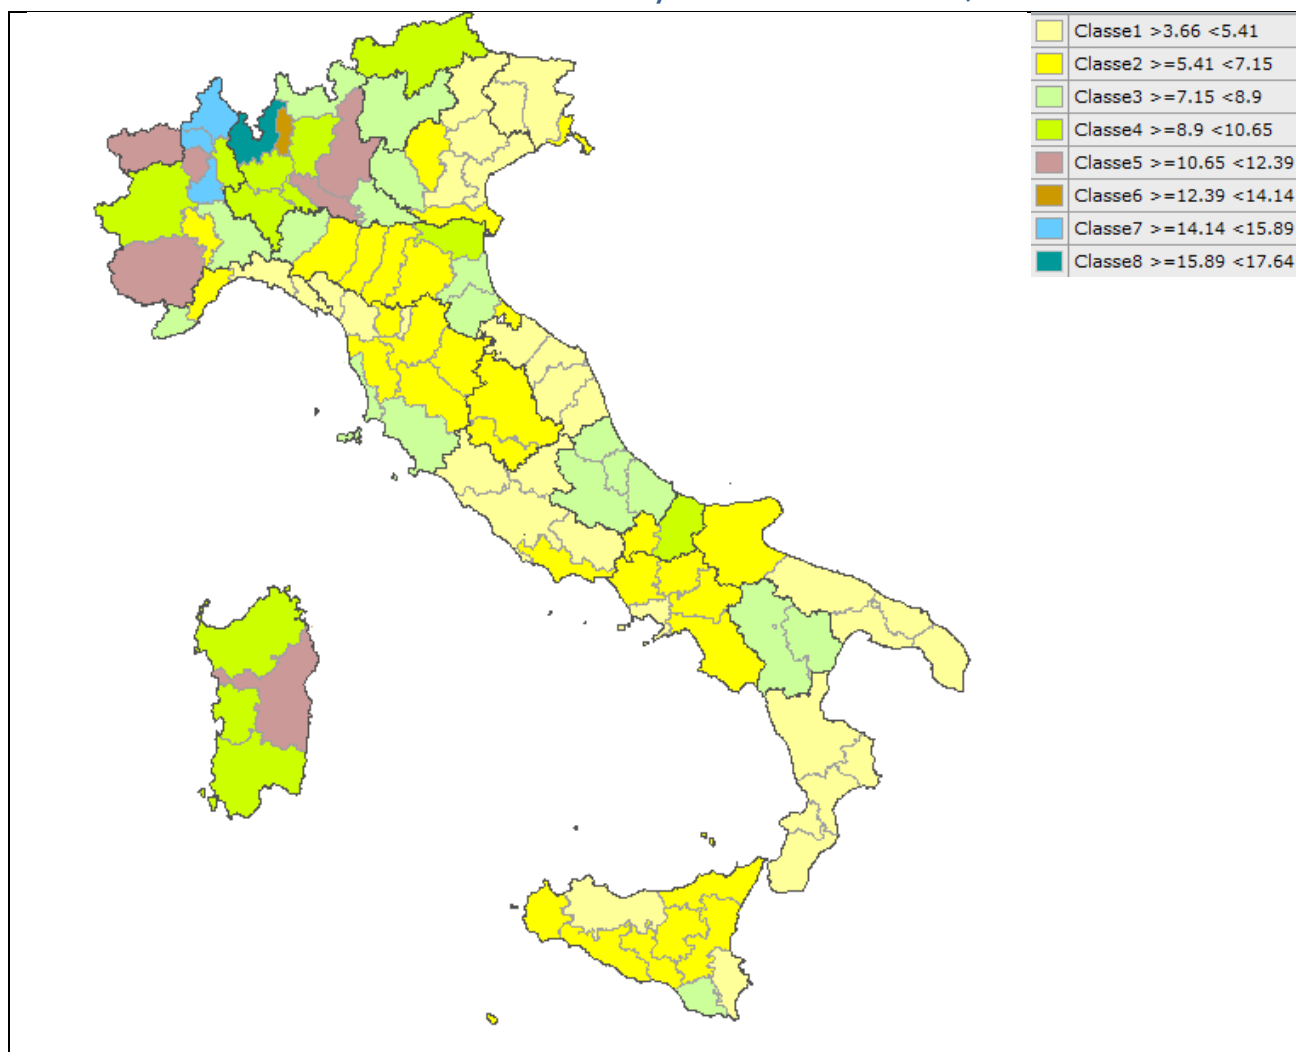 Classe1 >3.66 <5.41
Classe2 >=5.41 <7.15
Classe3 >=7.15 <8.9
Classe4 >=8.9 <10.65
Classe5 >=10.65 <12.39
Classe6 >=12.39 <14.14
Classe7 >=14.14 <15.89
Classe8 >=15.89 <17.64